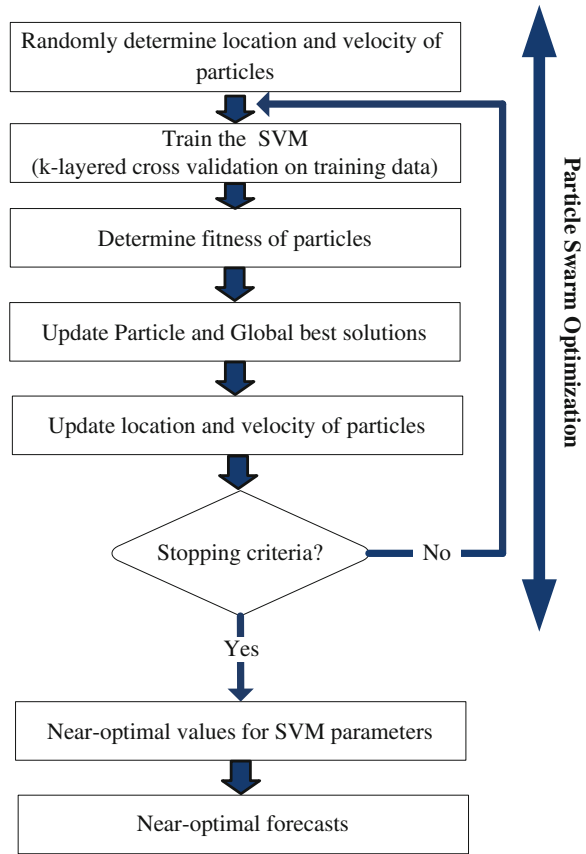 Randomly determine location and velocity of
particles
Train the SVM
(k-layered cross validation on training data)
Determine fitness of particles
Update Particle and Global best solutions
Update location and velocity of particles
Stopping criteria?
No
Yes
Near-optimal values for SVM parameters
Near-optimal forecasts
Particle Swarm Optimization